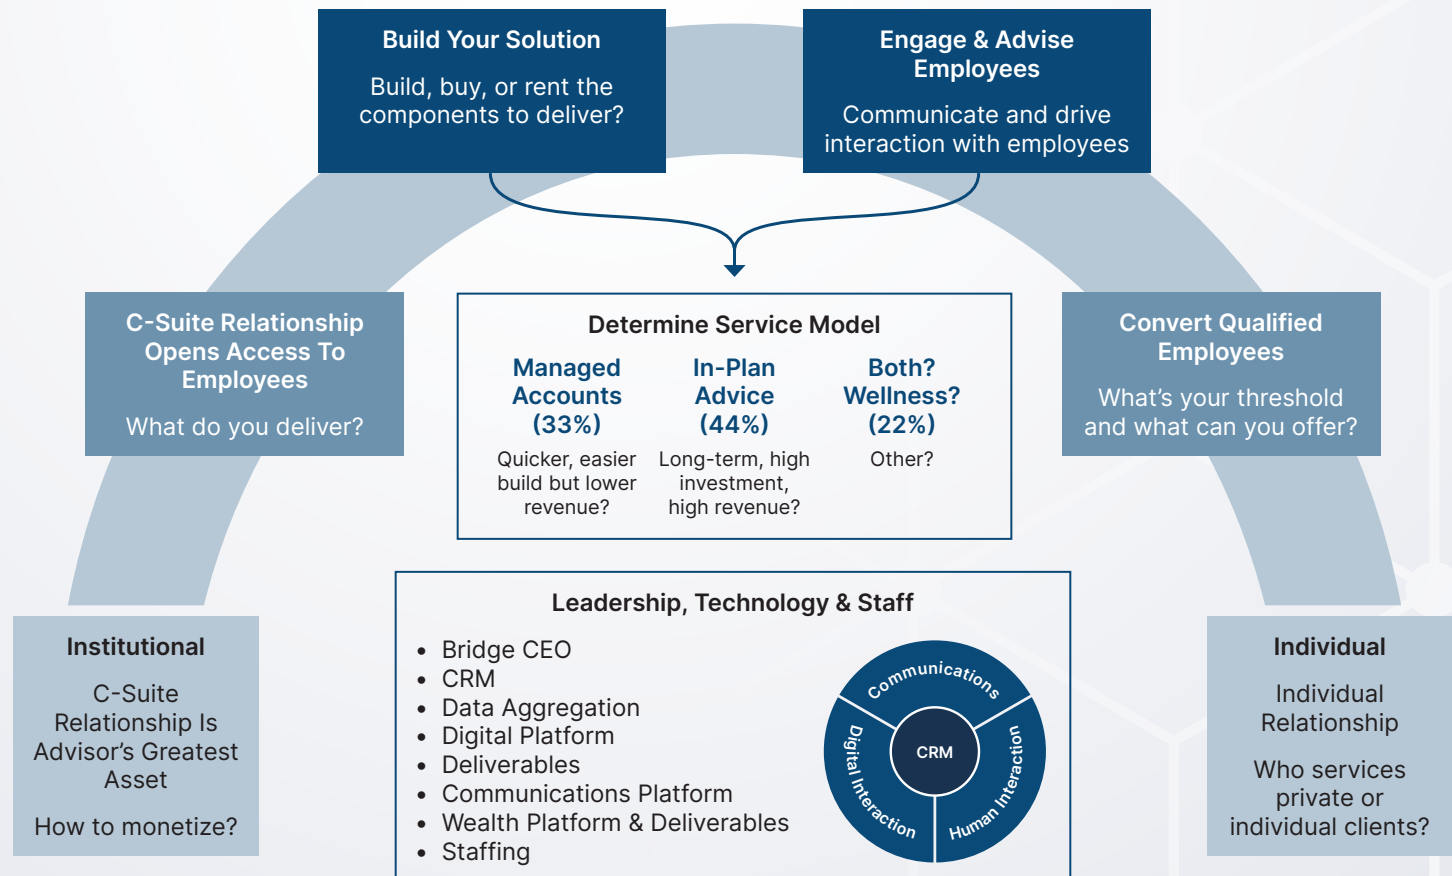 Build Your Solution
Build, buy, or rent the
components to deliver?
Engage & Advise
Employees
Communicate and drive
interaction with employees
C-Suite Relationship
Opens Access To
Employees
What do you deliver?
Determine Service Model
Managed
Accounts
(33%)
Quicker, easier
build but lower
revenue?
In-Plan
Advice
(44%)
Long-term, high
investment,
high revenue?
Both?
Wellness?
(22%)
Other?
Convert Qualified
Employees
What's your threshold
and what can you offer?
Institutional
C-Suite
Relationship Is
Advisor's Greatest
Asset
How to monetize?
Leadership, Technology & Staff
• Bridge CEO
• CRM
• Data Aggregation
• Digital Platform
• Deliverables
• Communications Platform
• Wealth Platform & Deliverables
• Staffing
Communications
Digital Interaction
Human Interaction
CRM
Individual
Individual
Relationship
Who services
private or
individual clients?